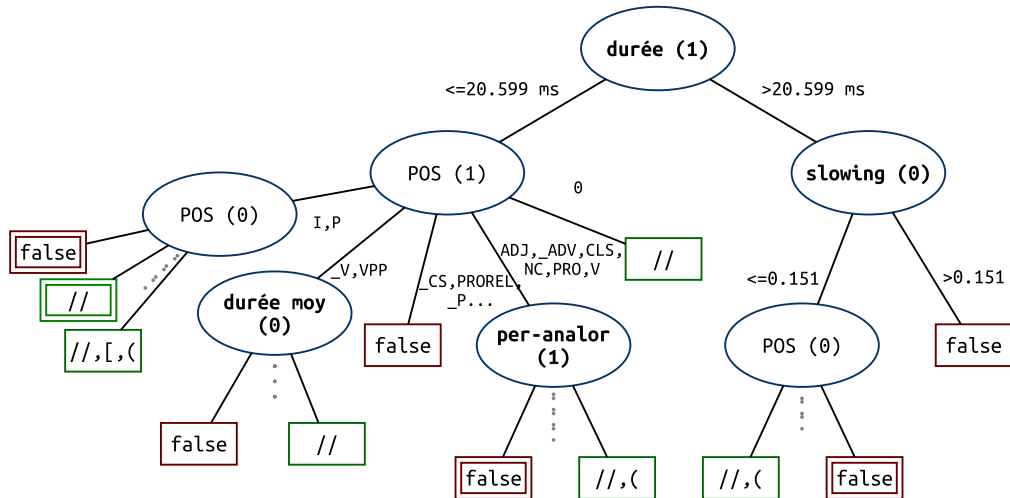 durée (1)
<=20.599 ms
>20.599 ms
POS (1)
slowing (0)
POS (0)
I,P
0
false
//
//,[,(
_V,VPP
_CS,PROREL,
_P...
ADJ,_ADV,CLS,
NC,PRO,V
//
<=0.151
>0.151
durée moy
(0)
false
per-analor
(1)
POS (0)
false
false
//
false
//,(
//,(
false